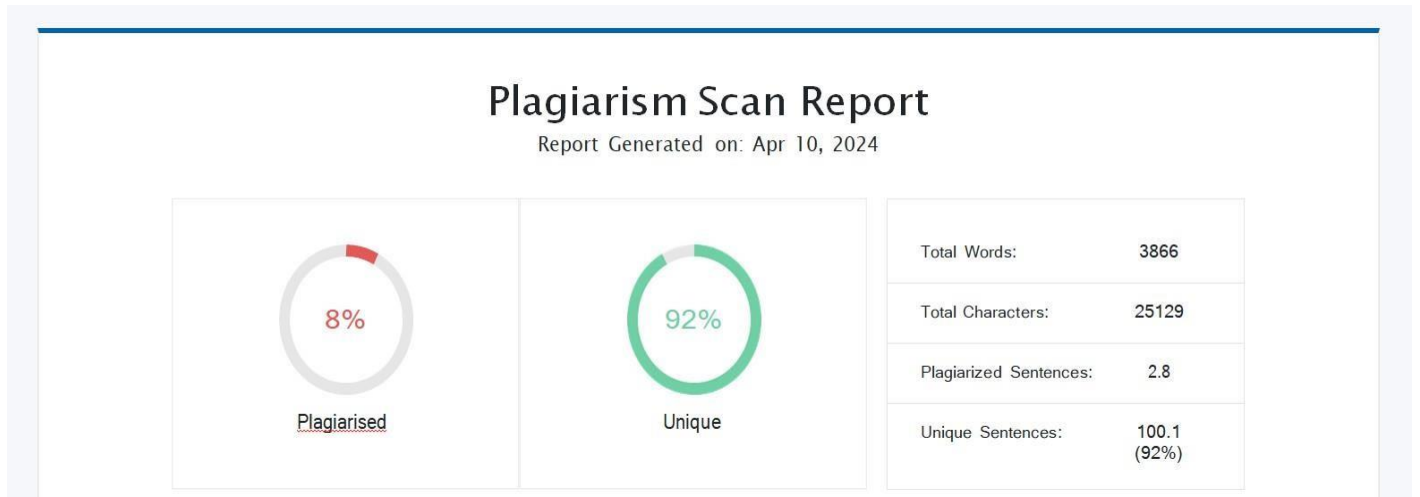 Plagiarism Scan Report
Report Generated on: Apr 10, 2024
8%
Plagiarised
92%
Unique
Total Words: 3866
Total Characters: 25129
Plagiarized Sentences: 2.8
Unique Sentences: 100.1
(92%)